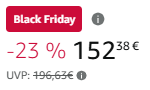 Black Friday
-23 % 152³⁸ €
UVP: 196,63€